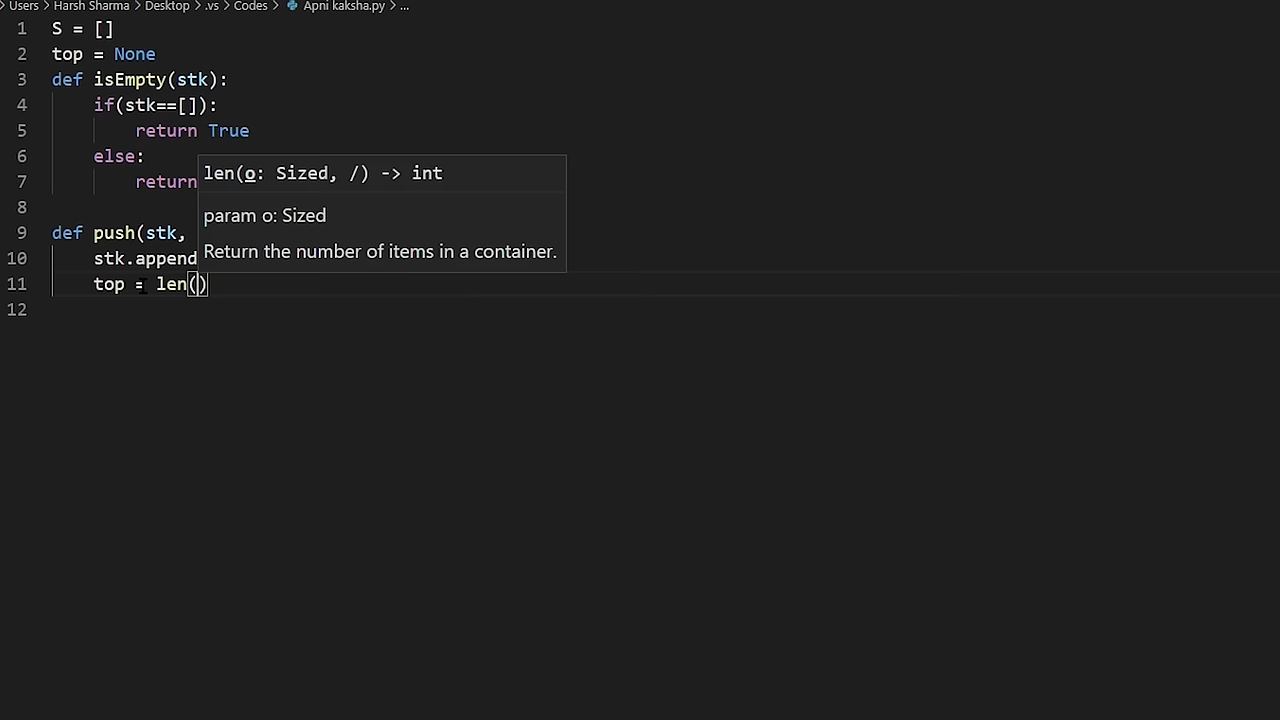 Users > Harsh Sharma > Desktop > .vs > Codes > Apni kaksha.py > ...
1 S = []
2 top = None
3 def isEmpty(stk):
4 if(stk==[]):
5 return True
6 else:
7 return
8
9 def push(stk,
10 stk.append
11 top = len()
12
len(o: Sized, /) -> int
param o: Sized
Return the number of items in a container.